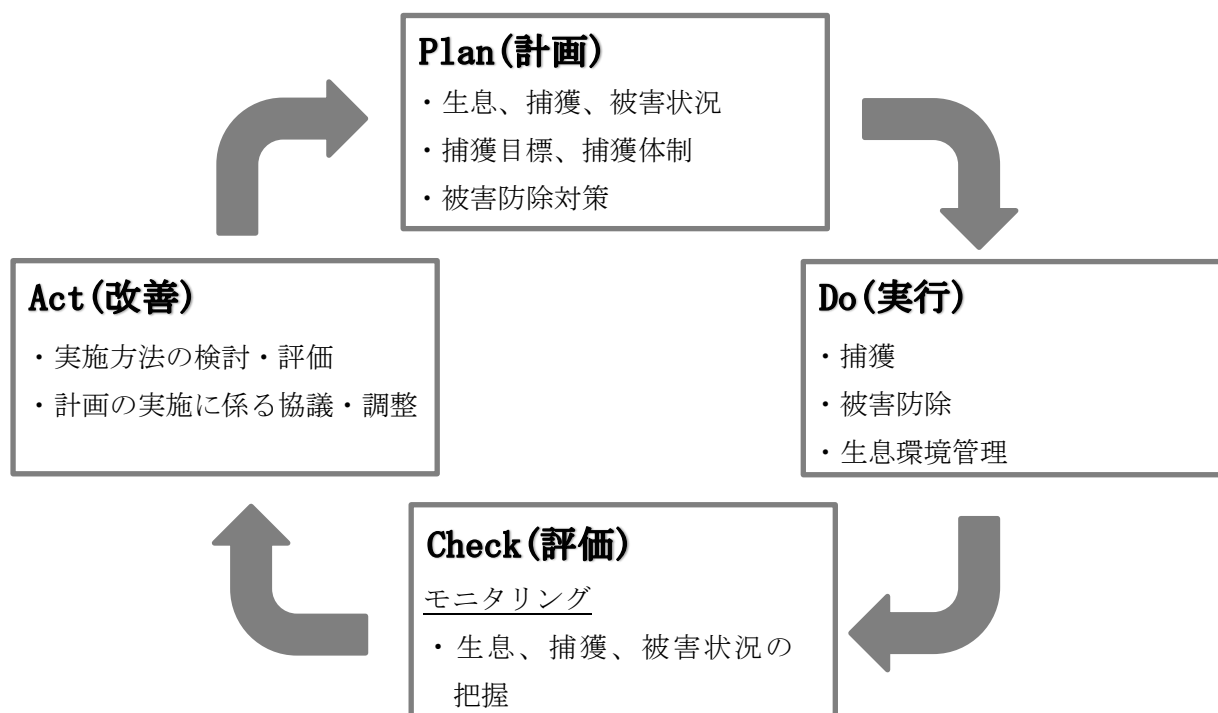 Plan(計画)
・生息、捕獲、被害状況
・捕獲目標、捕獲体制
・被害防除対策
Act(改善)
・実施方法の検討・評価
・計画の実施に係る協議・調整
Do(実行)
・捕獲
・被害防除
・生息環境管理
Check(評価)
モニタリング
・生息、捕獲、被害状況の
把握